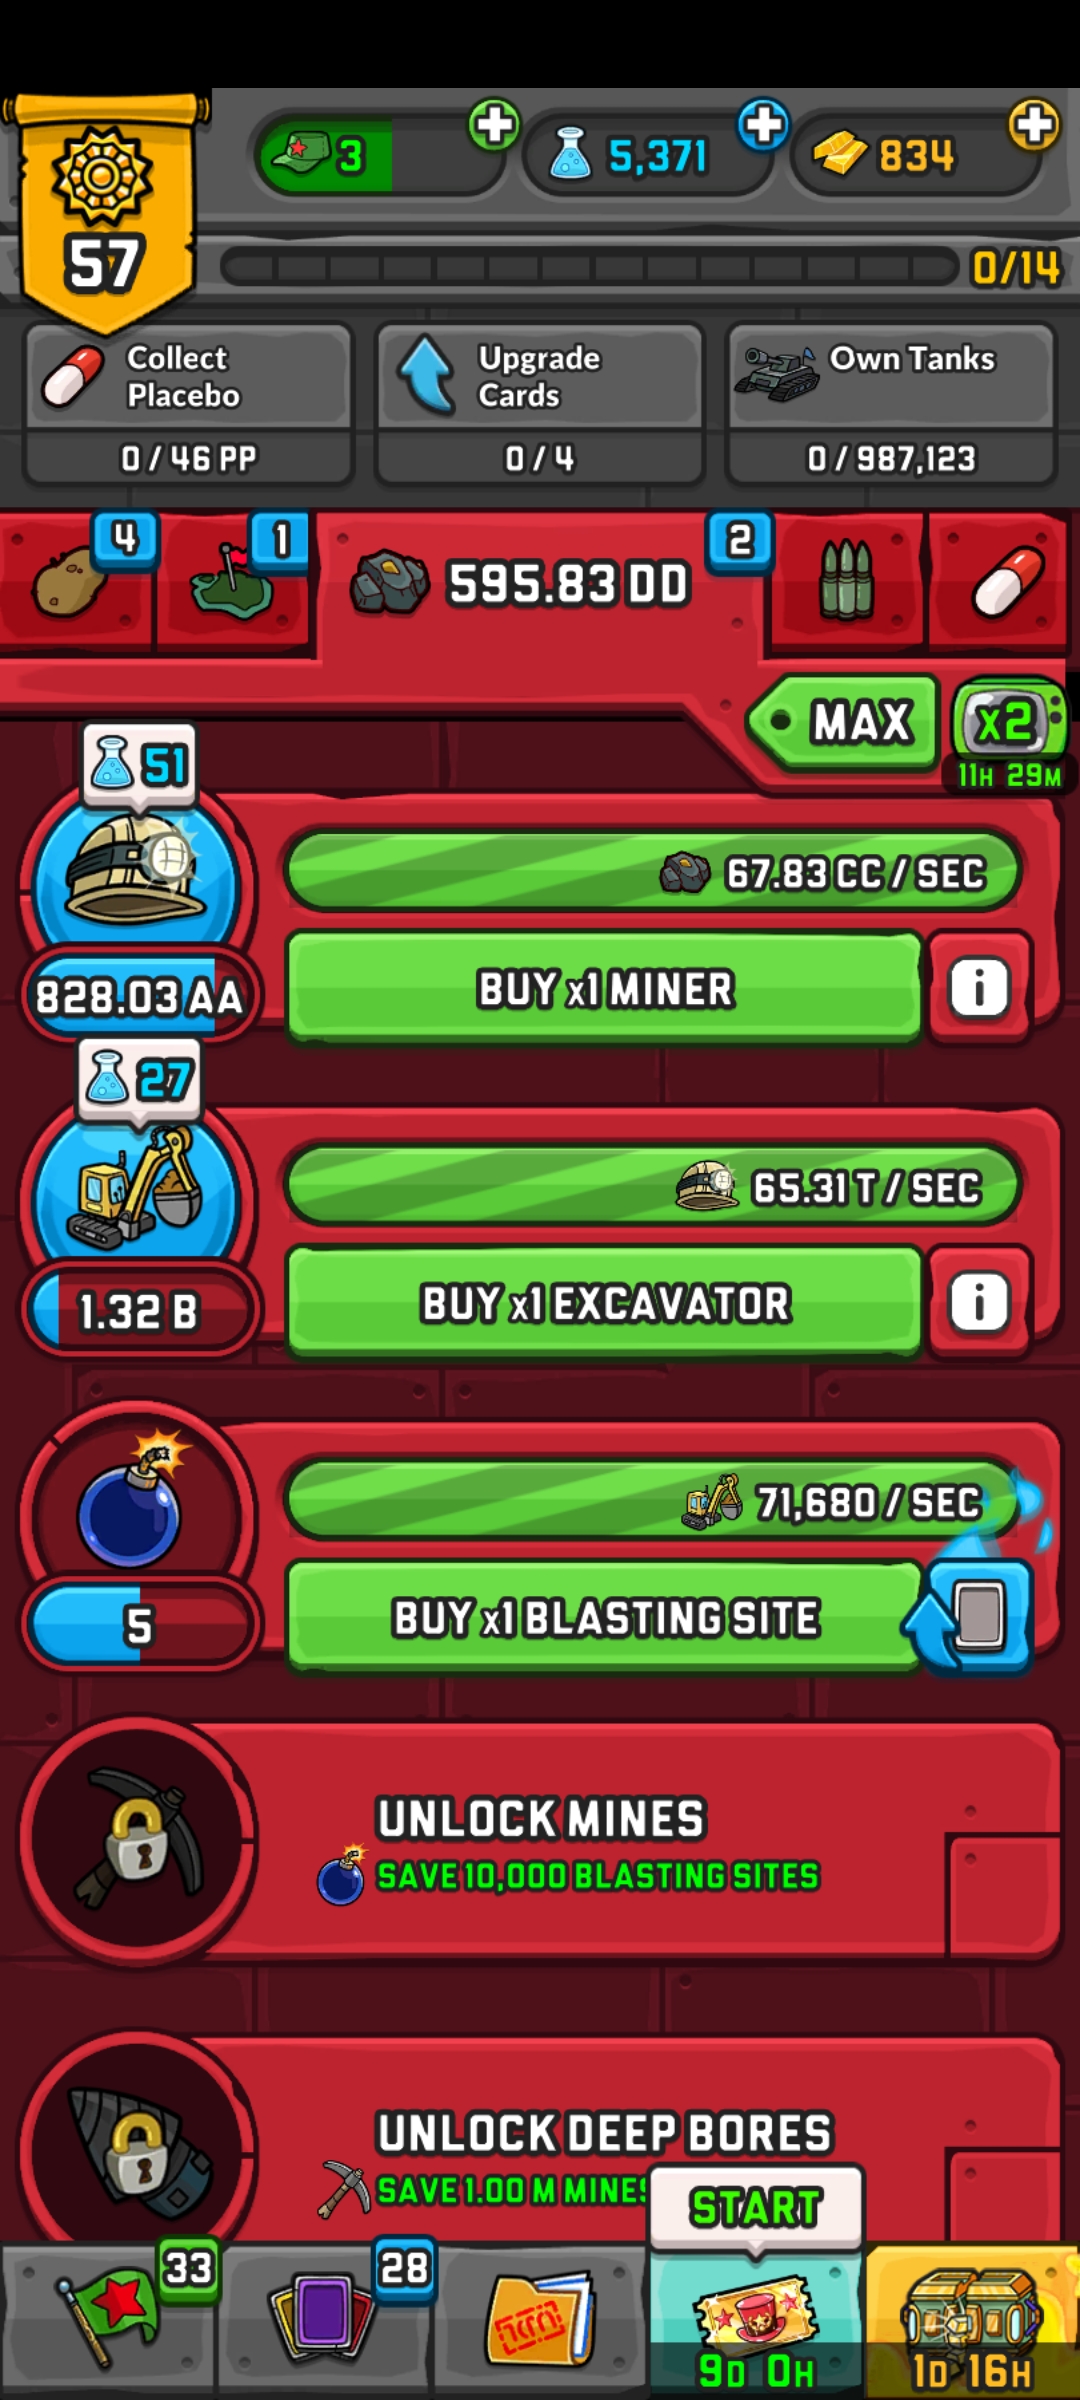 3
5,371
834
57
0/14
Collect
Placebo
0 / 46 PP
Upgrade
Cards
0 / 4
Own Tanks
0 / 987,123
4
1
595.83 DD
2
MAX
x2
11H 29M
51
67.83 CC / SEC
828.03 AA
BUY x1 MINER
i
27
65.31 T / SEC
1.32 B
BUY x1 EXCAVATOR
i
71,680 / SEC
5
BUY x1 BLASTING SITE
UNLOCK MINES
SAVE 10,000 BLASTING SITES
UNLOCK DEEP BORES
SAVE 1.00 M MINES
START
33
28
9D 0H
1D 16H